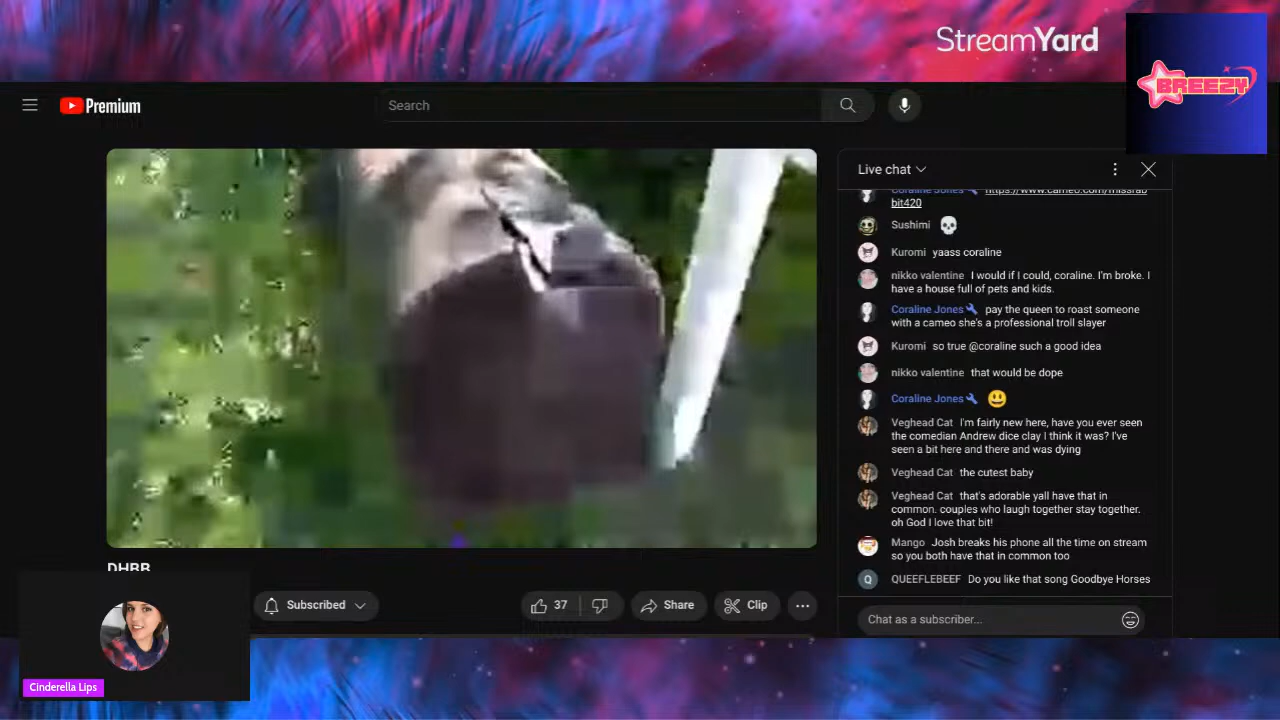 StreamYard
BREEZY
Premium
Search
Live chat
Coraline Jones https://www.cameo.com/missrab
bit420
Sushimi
Kuromi yaass coraline
nikko valentine I would if I could, coraline. I'm broke. I
have a house full of pets and kids.
Coraline Jones pay the queen to roast someone
with a cameo she's a professional troll slayer
Kuromi so true @coraline such a good idea
nikko valentine that would be dope
Coraline Jones
Veghead Cat I'm fairly new here, have you ever seen
the comedian Andrew dice clay I think it was? I've
seen a bit here and there and was dying
Veghead Cat the cutest baby
Veghead Cat that's adorable yall have that in
common. couples who laugh together stay together.
oh God I love that bit!
Mango Josh breaks his phone all the time on stream
so you both have that in common too
Q
QUEEFLEBEEF Do you like that song Goodbye Horses
Chat as a subscriber...
DHBB
Subscribed
37
Share
Clip
Cinderella Lips